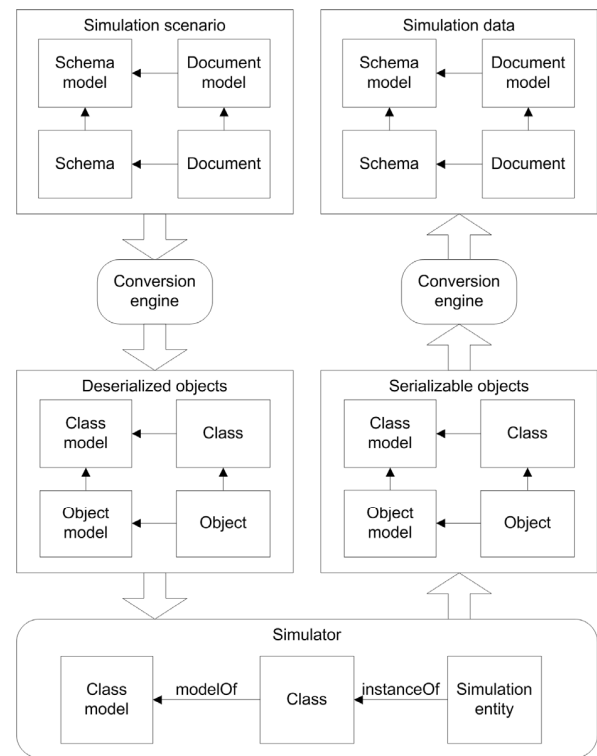 Simulation scenario
Schema
model
Document
model
Schema
Document
Simulation data
Schema
model
Document
model
Schema
Document
Conversion
engine
Conversion
engine
Deserialized objects
Class
model
Class
Object
model
Object
Serializable objects
Class
model
Class
Object
model
Object
Simulator
Class
model
modelOf
Class
instanceOf
Simulation
entity